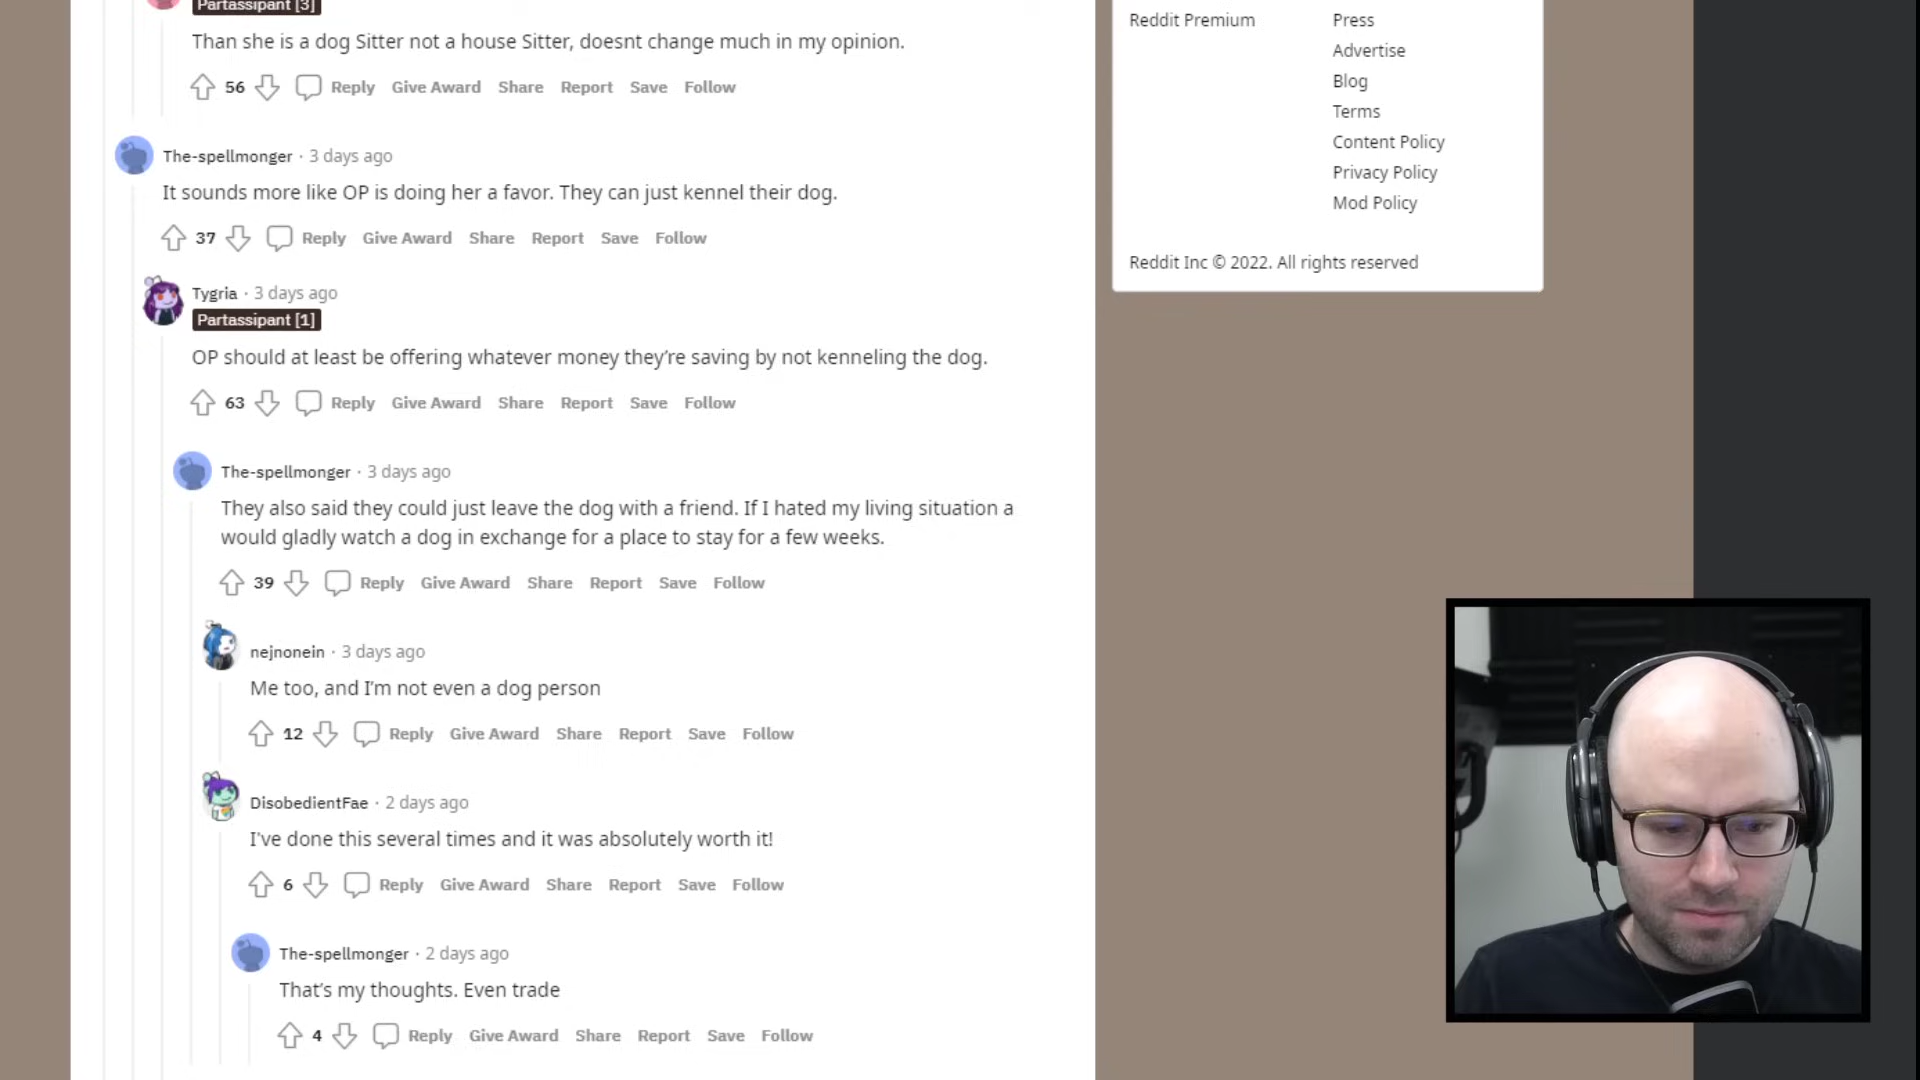 Partassipant [3]
Than she is a dog Sitter not a house Sitter, doesnt change much in my opinion.
56 Reply Give Award Share Report Save Follow
The-spellmonger · 3 days ago
It sounds more like OP is doing her a favor. They can just kennel their dog.
37 Reply Give Award Share Report Save Follow
Tygria · 3 days ago
Partassipant [1]
OP should at least be offering whatever money they're saving by not kenneling the dog.
63 Reply Give Award Share Report Save Follow
The-spellmonger · 3 days ago
They also said they could just leave the dog with a friend. If I hated my living situation a
would gladly watch a dog in exchange for a place to stay for a few weeks.
39 Reply Give Award Share Report Save Follow
nejnonein · 3 days ago
Me too, and I'm not even a dog person
12 Reply Give Award Share Report Save Follow
DisobedientFae · 2 days ago
I've done this several times and it was absolutely worth it!
6 Reply Give Award Share Report Save Follow
The-spellmonger · 2 days ago
That's my thoughts. Even trade
4 Reply Give Award Share Report Save Follow
Reddit Premium
Press
Advertise
Blog
Terms
Content Policy
Privacy Policy
Mod Policy
Reddit Inc © 2022. All rights reserved